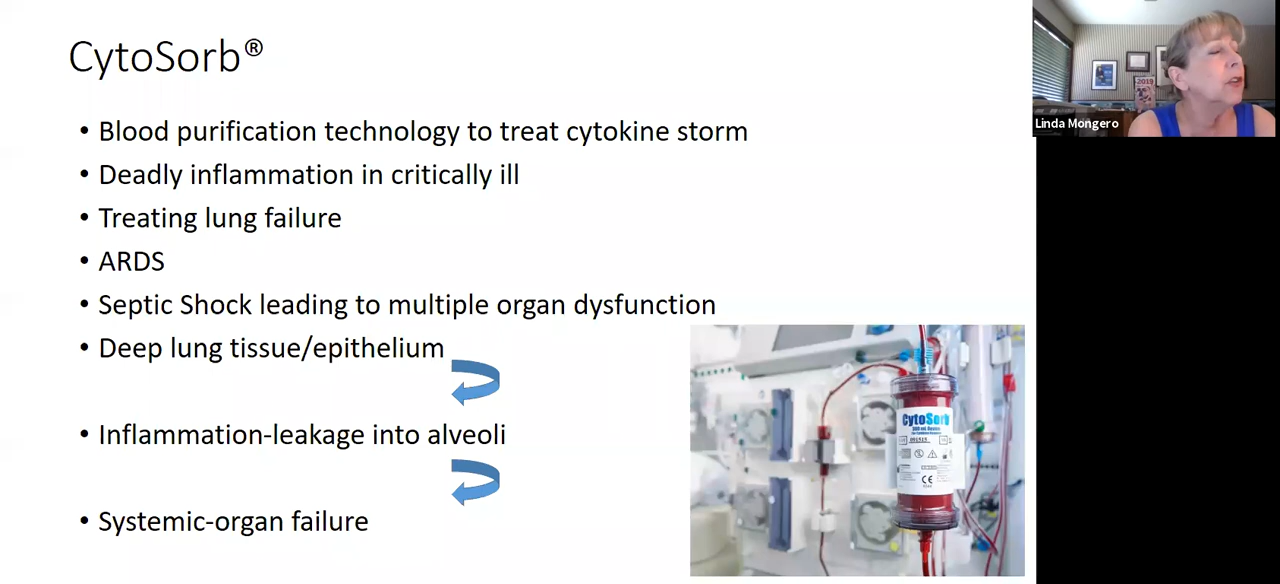 CytoSorb®
• Blood purification technology to treat cytokine storm
• Deadly inflammation in critically ill
• Treating lung failure
• ARDS
• Septic Shock leading to multiple organ dysfunction
• Deep lung tissue/epithelium
• Inflammation-leakage into alveoli
• Systemic-organ failure
CytoSorb
CE
2019
Linda Mongero